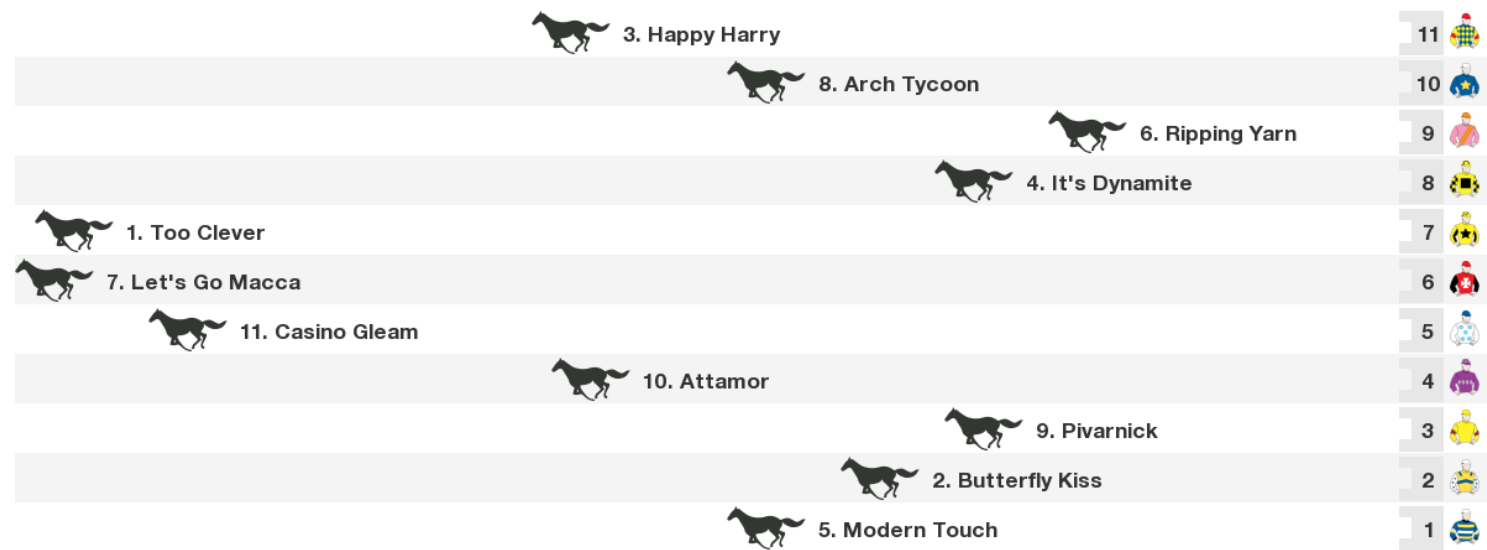 3. Happy Harry 11
8. Arch Tycoon 10
6. Ripping Yarn 9
4. It's Dynamite 8
1. Too Clever 7
7. Let's Go Macca 6
11. Casino Gleam 5
10. Attamor 4
9. Pivarnick 3
2. Butterfly Kiss 2
5. Modern Touch 1